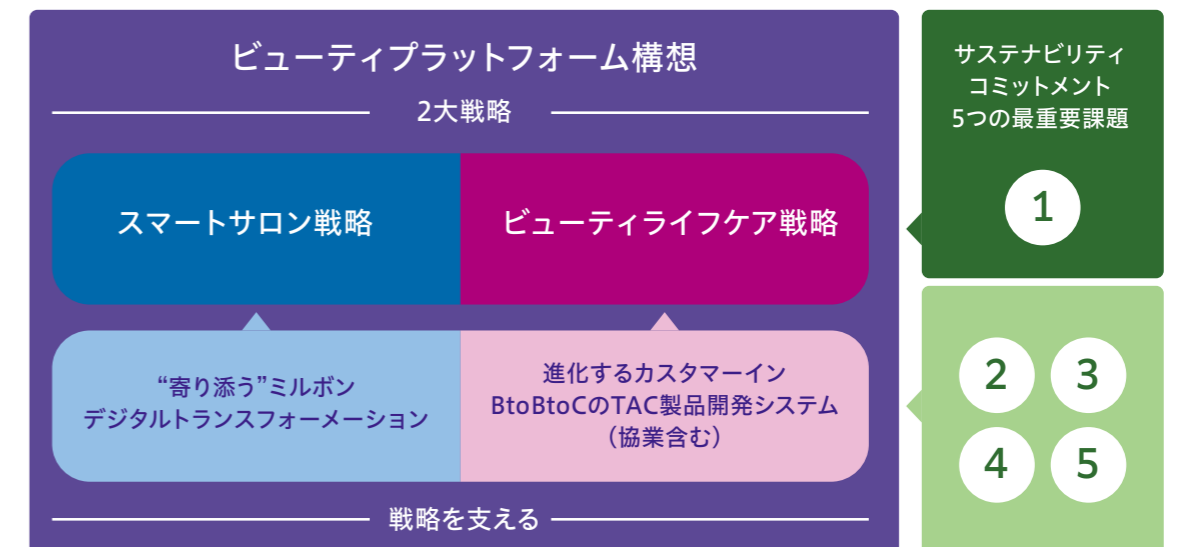 ビューティプラットフォーム構想
2大戦略
スマートサロン戦略
ビューティライフケア戦略
“寄り添う”ミルボン
デジタルトランスフォーメーション
進化するカスタマーイン
BtoBtoCのTAC製品開発システム
（協業含む）
戦略を支える
サステナビリティ
コミットメント
5つの最重要課題
1
2 3
4 5